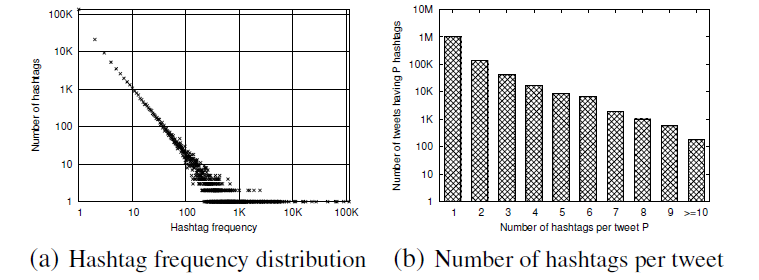 100K
10K
1K
100
10
1
Number of hashtags
1 10 100 1K 10K 100K
Hashtag frequency
(a) Hashtag frequency distribution
10M
1M
100K
10K
1K
100
10
1
Number of tweets having P hashtags
1 2 3 4 5 6 7 8 9 >=10
Number of hashtags per tweet P
(b) Number of hashtags per tweet